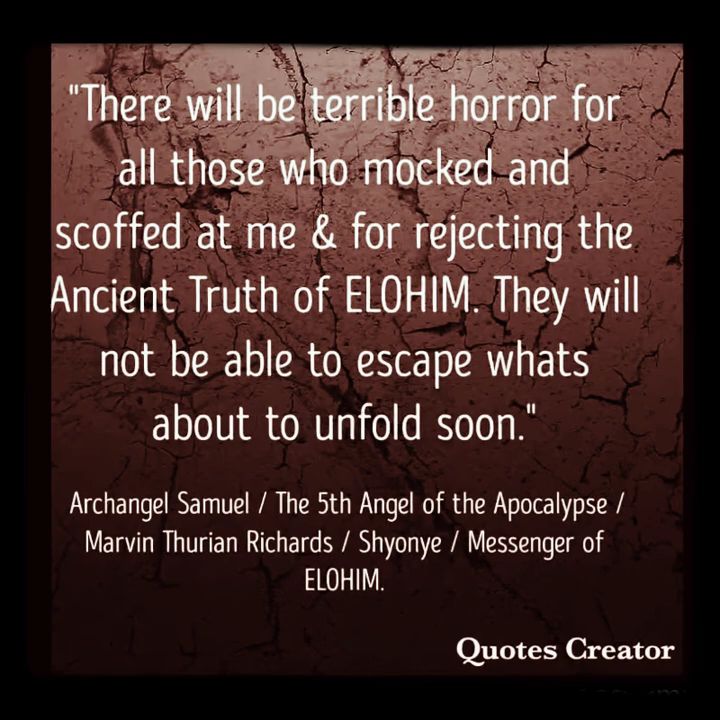 "There will be terrible horror for
all those who mocked and
scoffed at me & for rejecting the
Ancient Truth of ELOHIM. They will
not be able to escape whats
about to unfold soon."
Archangel Samuel / The 5th Angel of the Apocalypse /
Marvin Thurian Richards / Shyonye / Messenger of
ELOHIM.
Quotes Creator